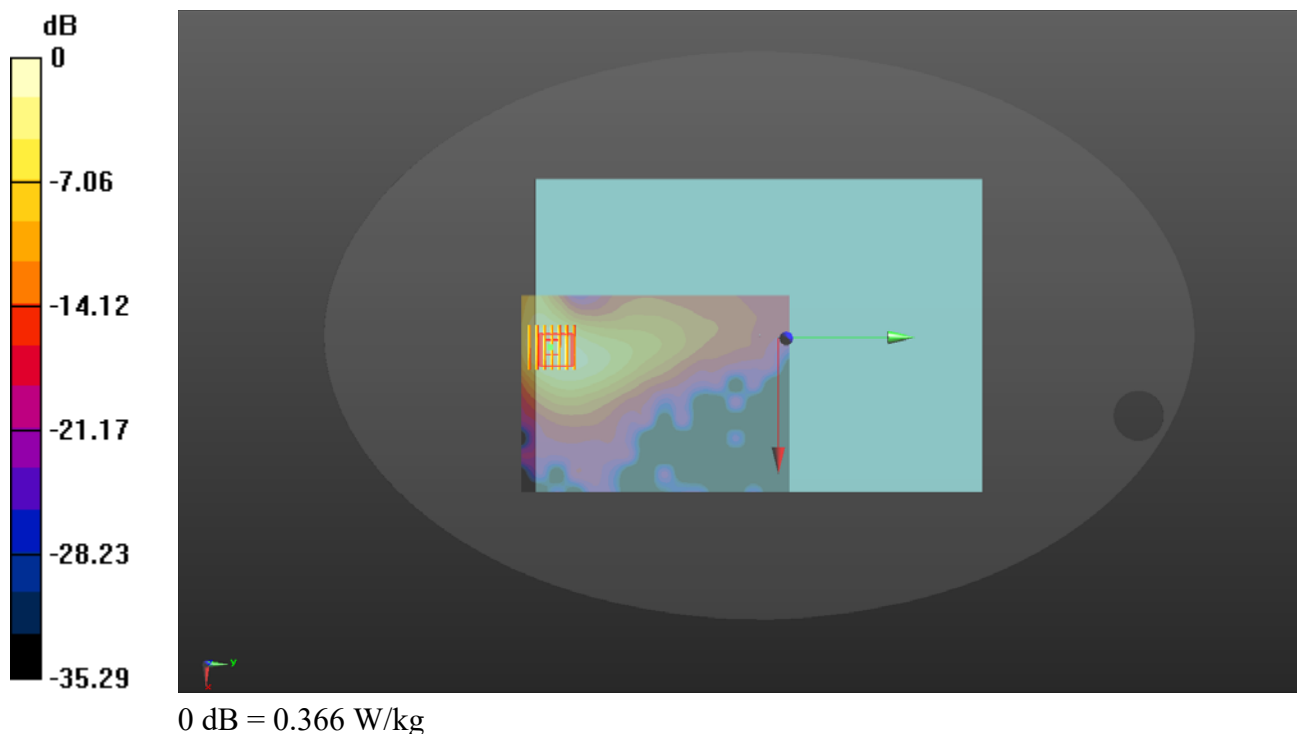 dB
0
-7.06
-14.12
-21.17
-28.23
-35.29
y
x
0 dB = 0.366 W/kg